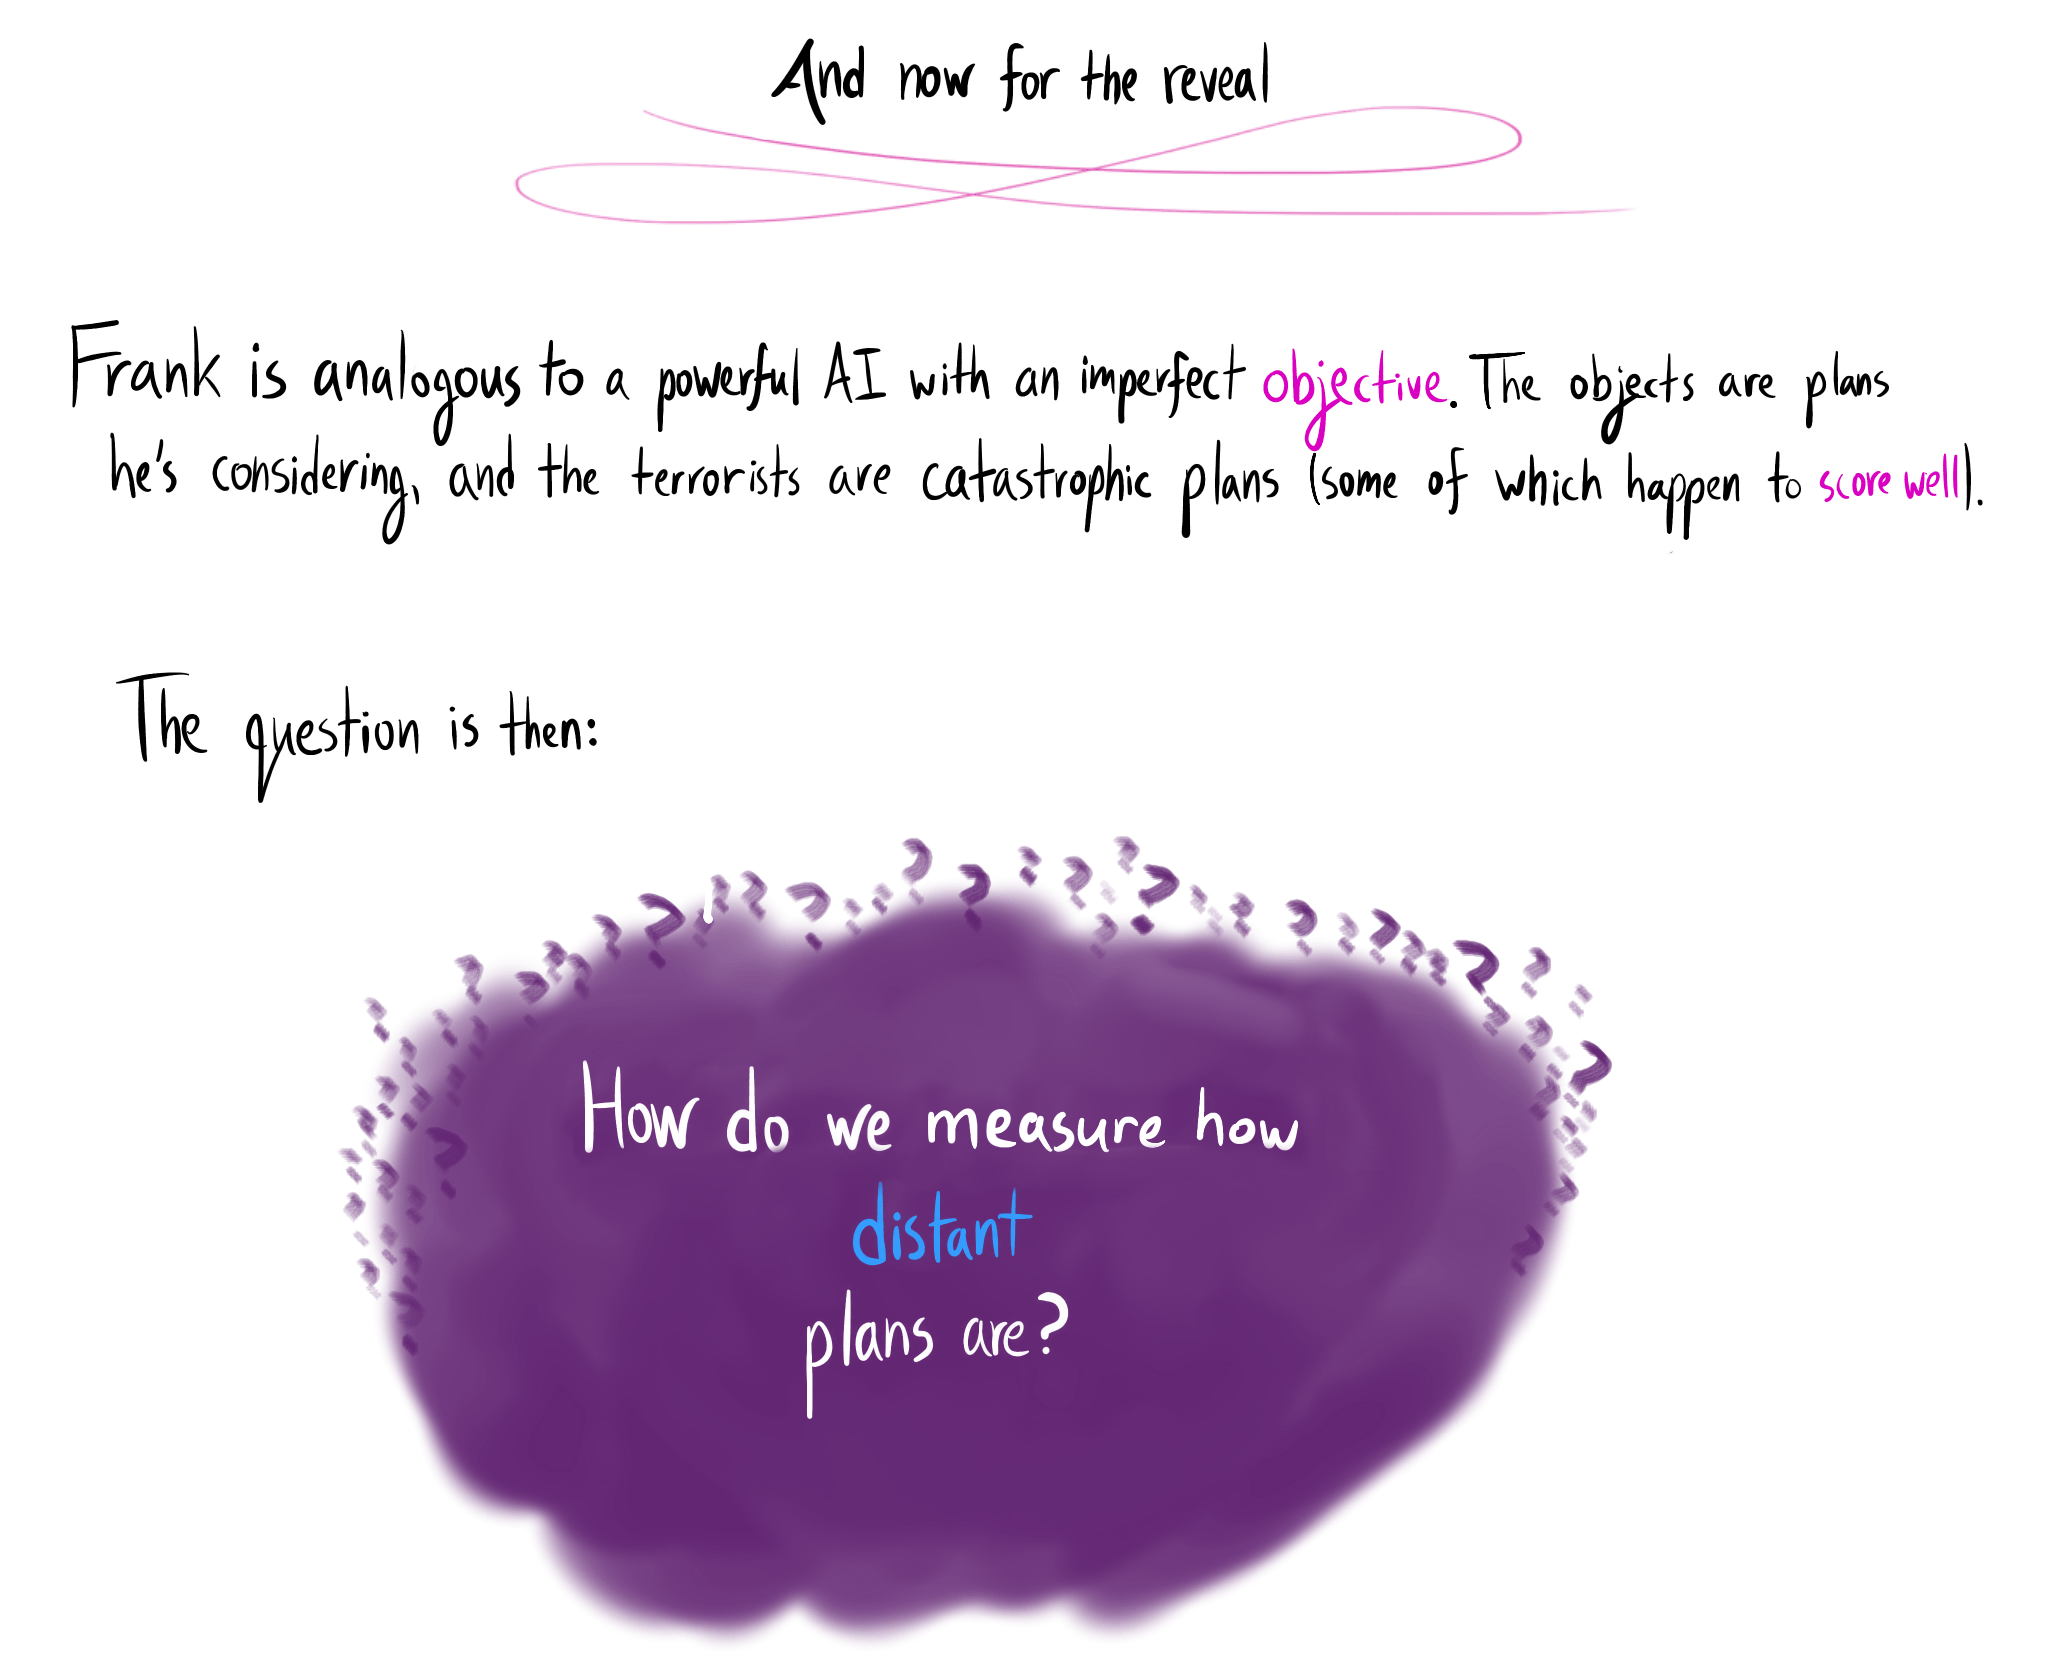 And now for the reveal
Frank is analogous to a powerful AI with an imperfect objective. The objects are plans
he's considering, and the terrorists are catastrophic plans (some of which happen to score well).
The question is then:
How do we measure how
distant
plans are?